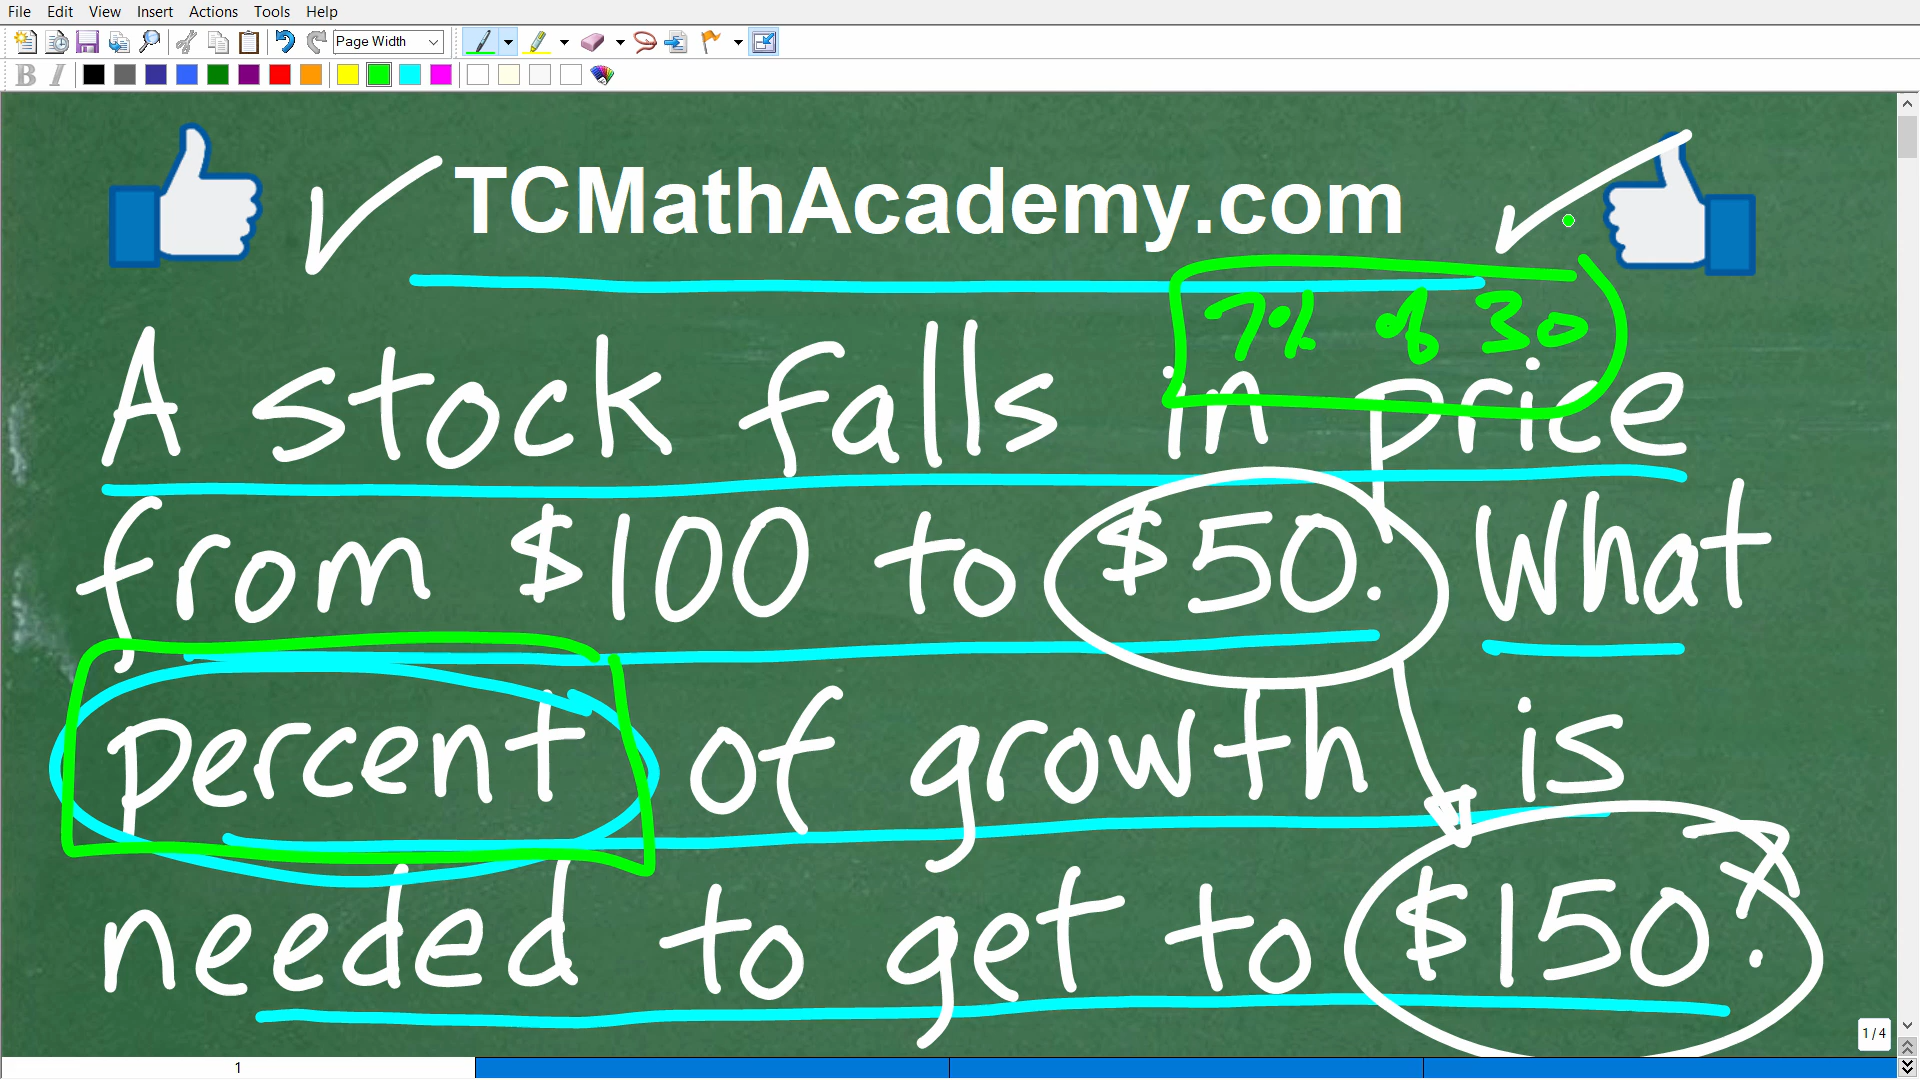 File Edit View Insert Actions Tools Help
Page Width
B I
TCMathAcademy.com
7% of 30
A stock falls in price
from $100 to $50. What
percent of growth is
needed to get to $150?
1 / 4
1